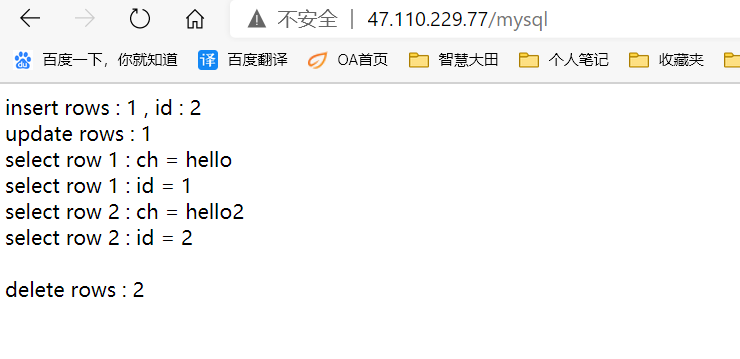 不安全 | 47.110.229.77/mysql
du 百度一下，你就知道 译 百度翻译 OA首页 智慧大田 个人笔记 收藏夹
insert rows : 1 , id : 2
update rows : 1
select row 1 : ch = hello
select row 1 : id = 1
select row 2 : ch = hello2
select row 2 : id = 2
delete rows : 2